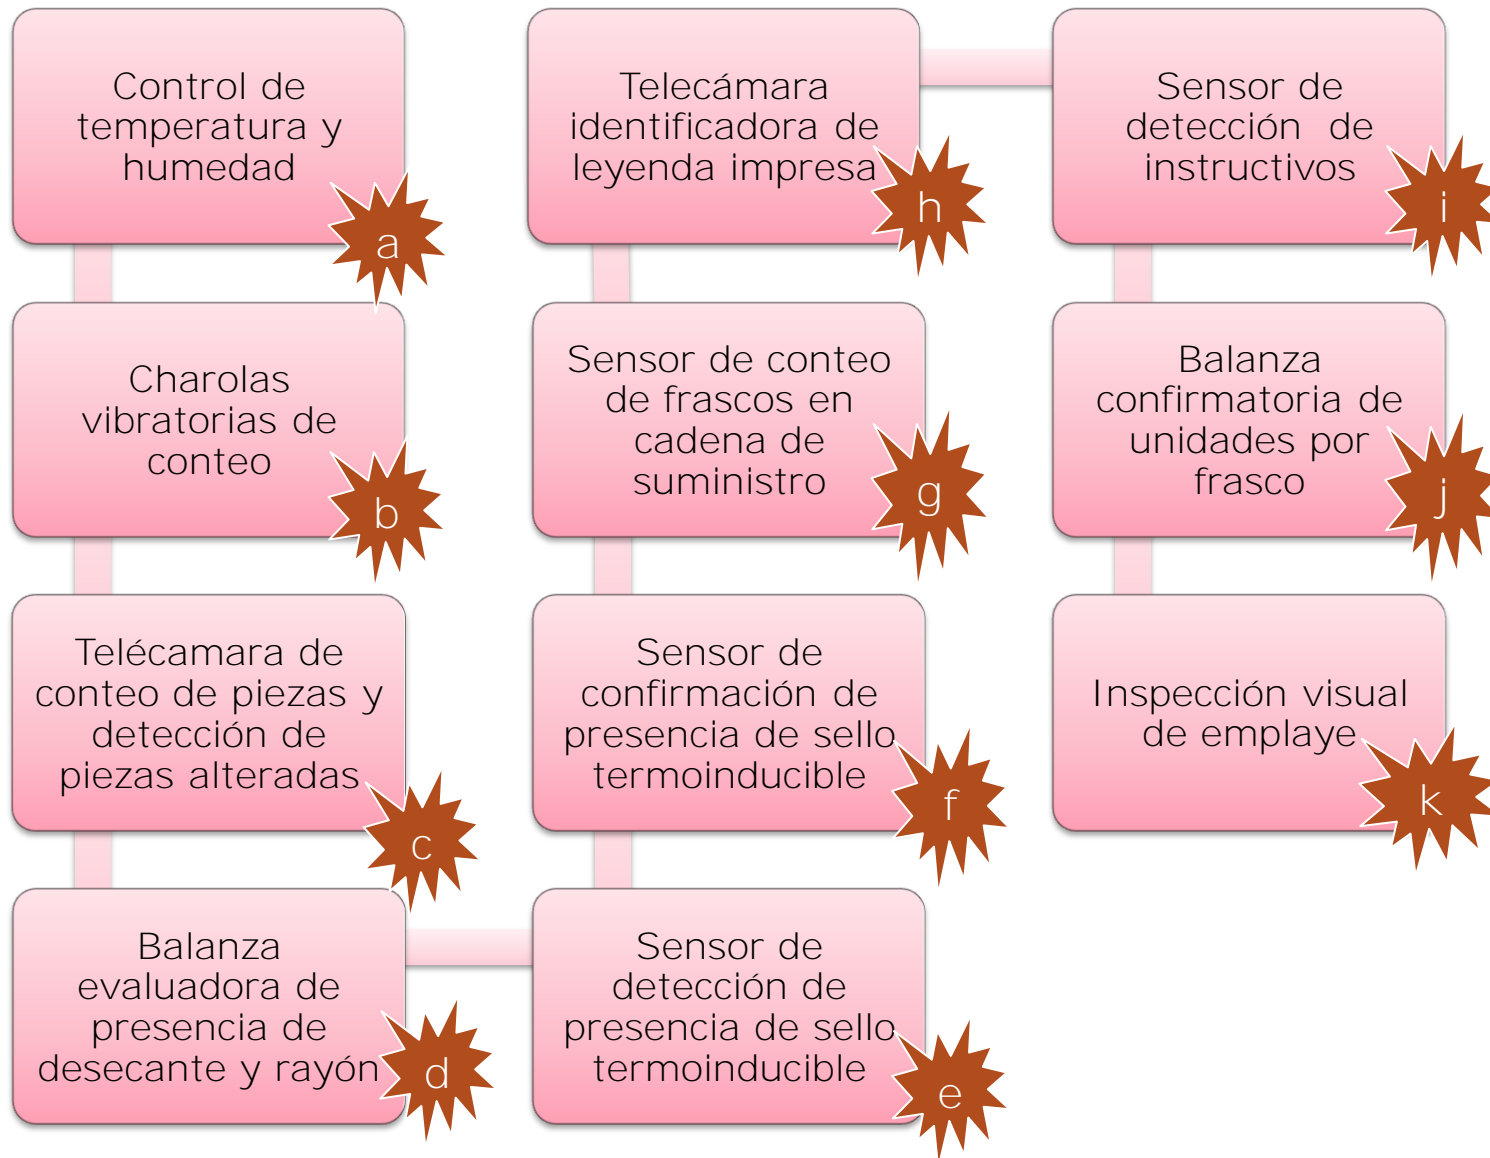 Control de
temperatura y
humedad
a
Charolas
vibratorias de
conteo
b
Telécamara de
conteo de piezas y
detección de
piezas alteradas
c
Balanza
evaluadora de
presencia de
desecante y rayón
d
Sensor de
detección de
presencia de sello
termoinducible
e
Sensor de
confirmación de
presencia de sello
termoinducible
f
Sensor de conteo
de frascos en
cadena de
suministro
g
Telecámara
identificadora de
leyenda impresa
h
Sensor de
detección de
instructivos
i
Balanza
confirmatoria de
unidades por
frasco
j
Inspección visual
de emplaye
k